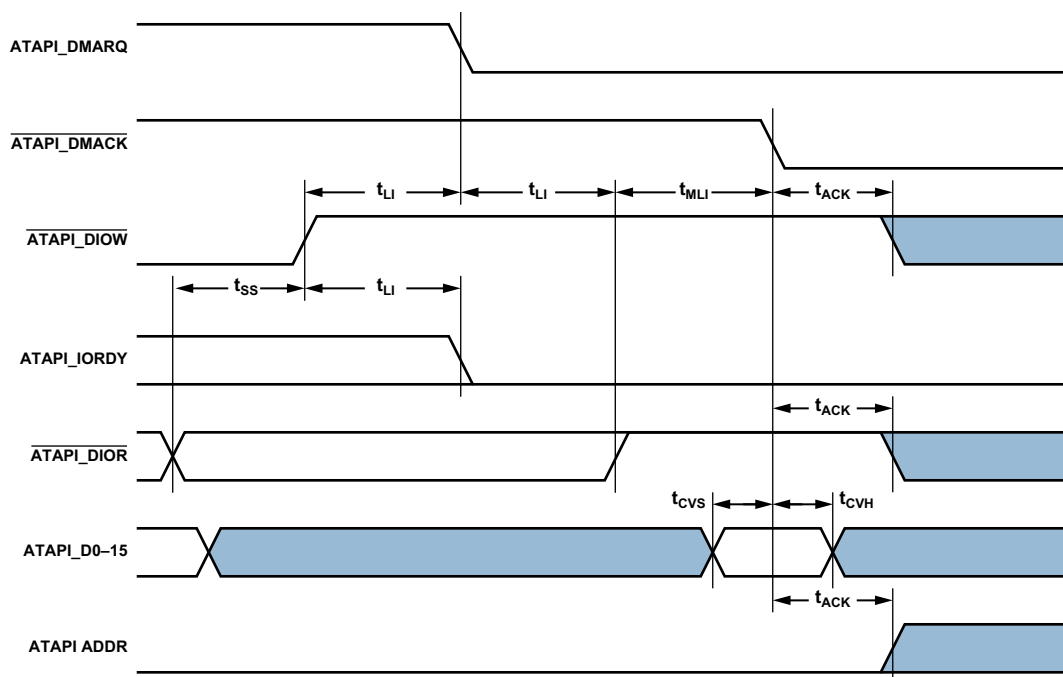 ATAPI_DMARQ
ATAPI_DMACK
tLI tLI tMLI tACK
ATAPI_DIOW
tSS tLI
ATAPI_IORDY
tACK
ATAPI_DIOR
tCVS tCVH
ATAPI_D0–15
tACK
ATAPI ADDR